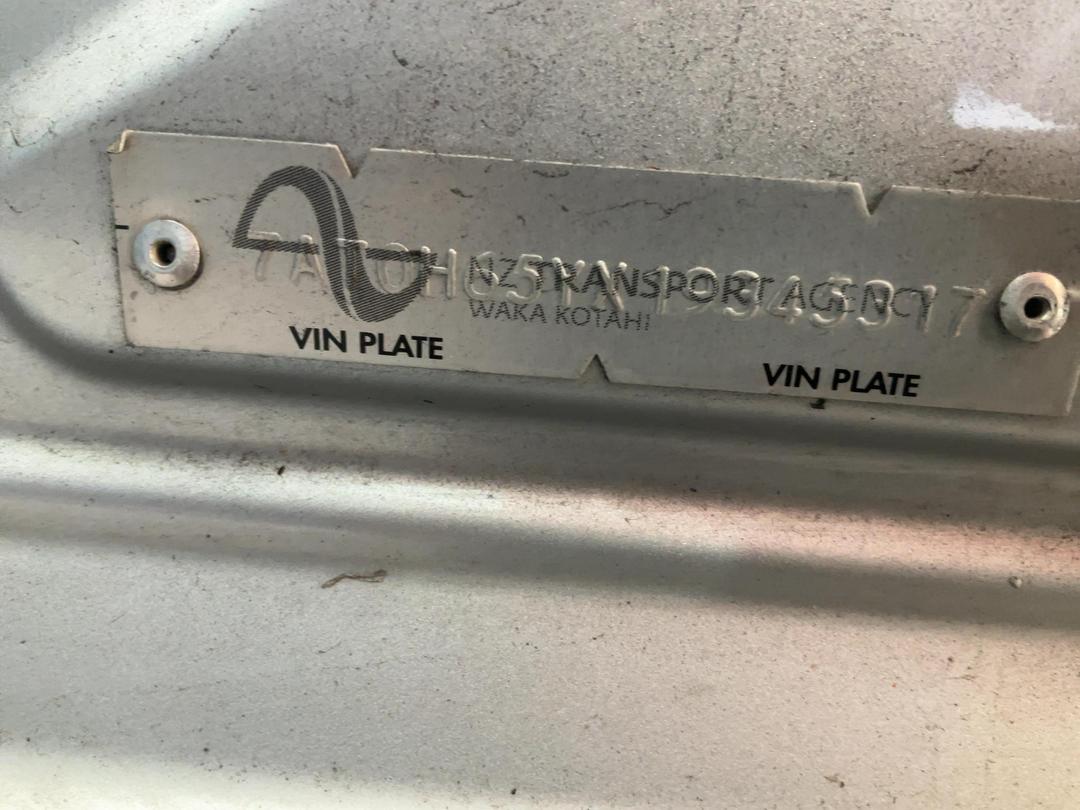 NZ TRANSPORT AGENCY
WAKA KOTAHI
VIN PLATE
VIN PLATE